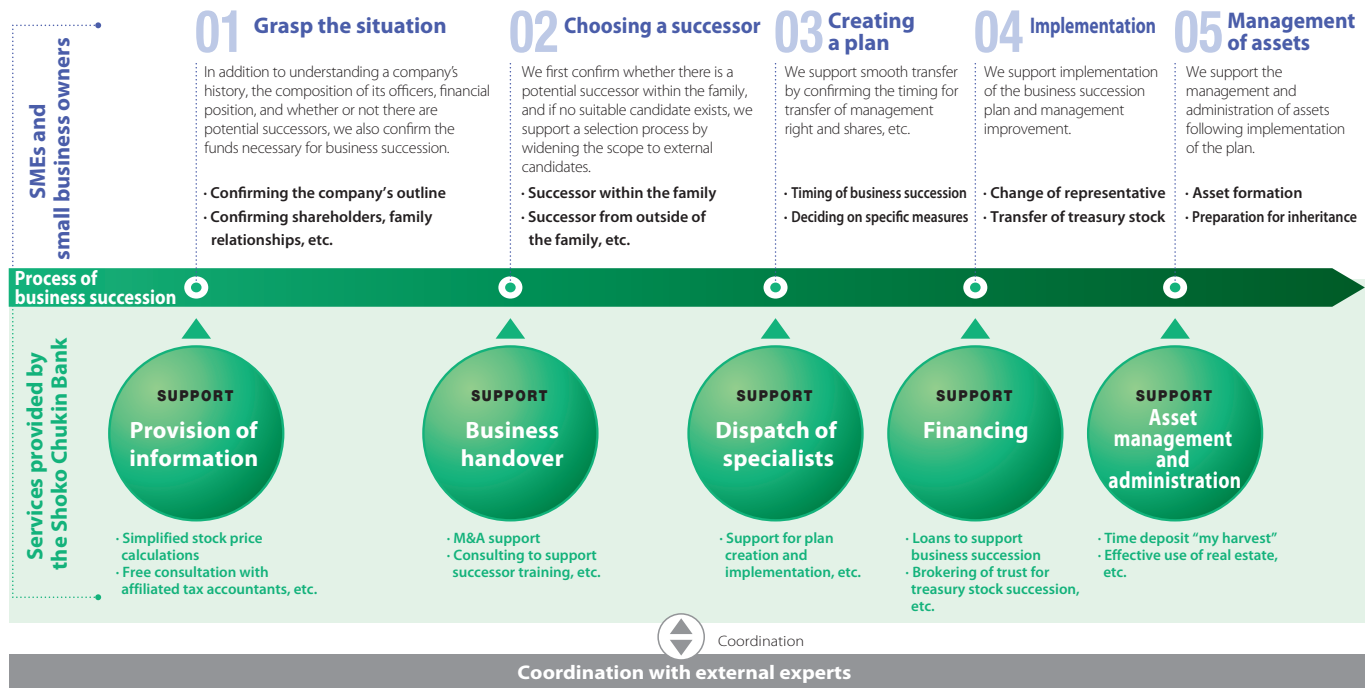 SMEs and
small business owners
01 Grasp the situation
In addition to understanding a company's
history, the composition of its officers, financial
position, and whether or not there are
potential successors, we also confirm the
funds necessary for business succession.
· Confirming the company's outline
· Confirming shareholders, family
relationships, etc.
02 Choosing a successor
We first confirm whether there is a
potential successor within the family,
and if no suitable candidate exists, we
support a selection process by
widening the scope to external
candidates.
· Successor within the family
· Successor from outside of
the family, etc.
03 Creating
a plan
We support smooth transfer
by confirming the timing for
transfer of management
right and shares, etc.
· Timing of business succession
· Deciding on specific measures
04 Implementation
We support implementation
of the business succession
plan and management
improvement.
· Change of representative
· Transfer of treasury stock
05 Management
of assets
We support the
management and
administration of assets
following implementation
of the plan.
· Asset formation
· Preparation for inheritance
Process of
business succession
Services provided by
the Shoko Chukin Bank
SUPPORT
Provision of
information
· Simplified stock price
calculations
· Free consultation with
affiliated tax accountants, etc.
SUPPORT
Business
handover
· M&A support
· Consulting to support
successor training, etc.
SUPPORT
Dispatch of
specialists
· Support for plan
creation and
implementation, etc.
SUPPORT
Financing
· Loans to support
business succession
· Brokering of trust for
treasury stock succession,
etc.
SUPPORT
Asset
management
and
administration
· Time deposit “my harvest”
· Effective use of real estate,
etc.
Coordination
Coordination with external experts